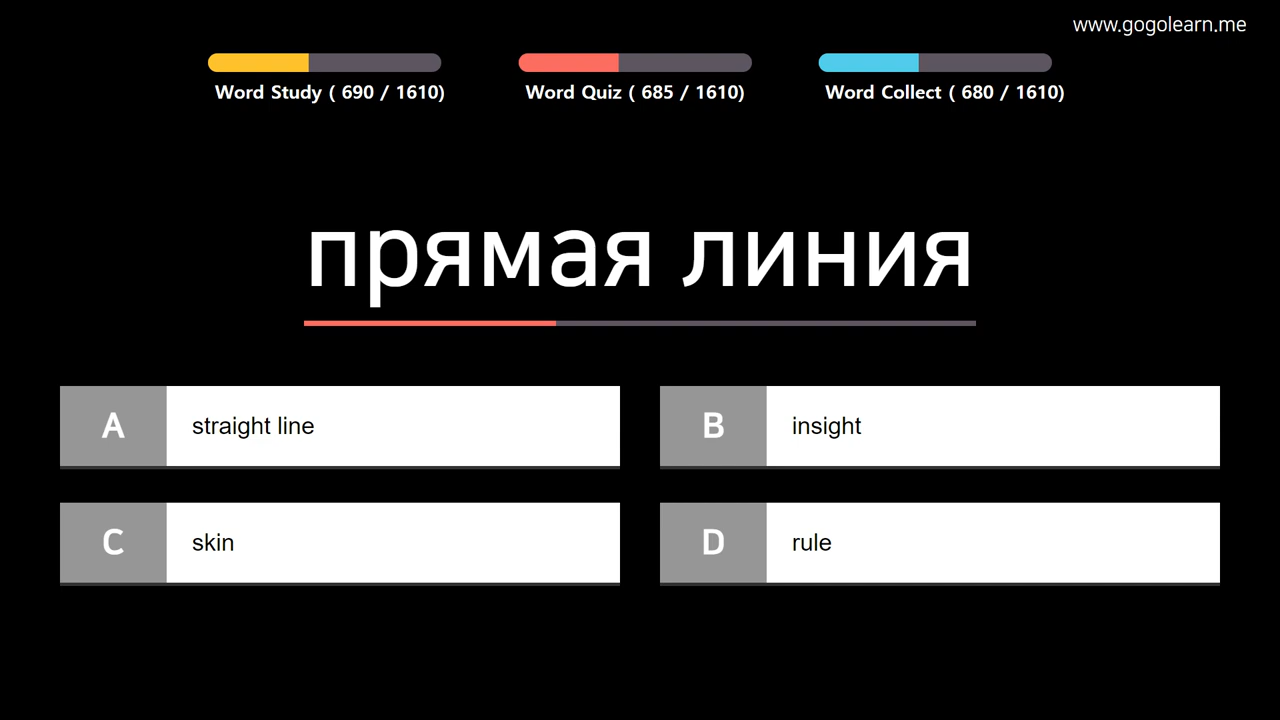 www.gogolearn.me
Word Study ( 690 / 1610)
Word Quiz ( 685 / 1610)
Word Collect ( 680 / 1610)
прямая линия
A straight line
B insight
C skin
D rule